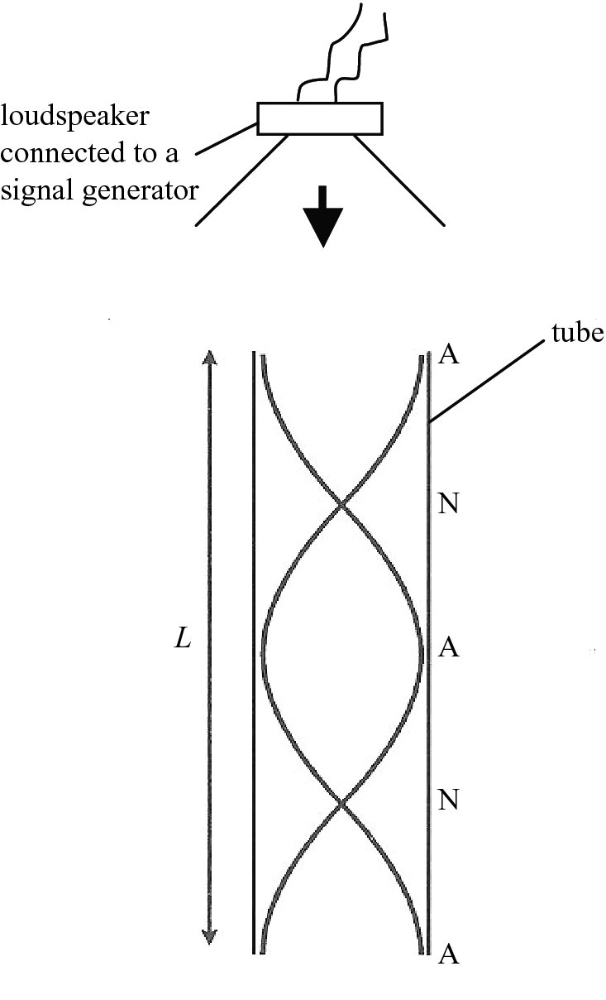 loudspeaker
connected to a
signal generator
tube
A
N
L
A
N
A